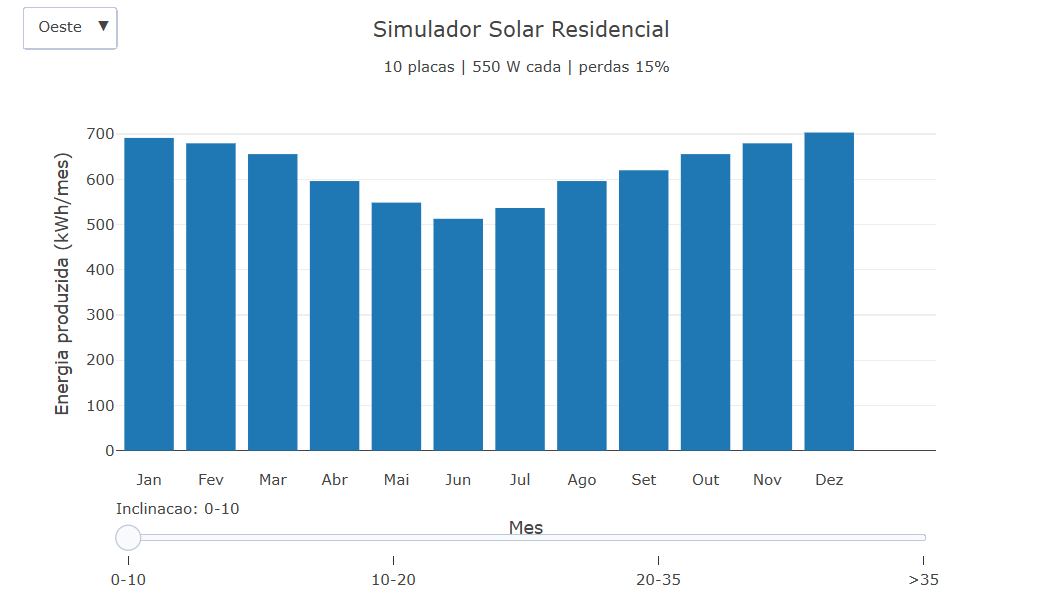 Oeste ▼
Simulador Solar Residencial
10 placas | 550 W cada | perdas 15%
Energia produzida (kWh/mes)
700
600
500
400
300
200
100
0
Jan Fev Mar Abr Mai Jun Jul Ago Set Out Nov Dez
Inclinacao: 0-10
Mes
0-10 10-20 20-35 >35